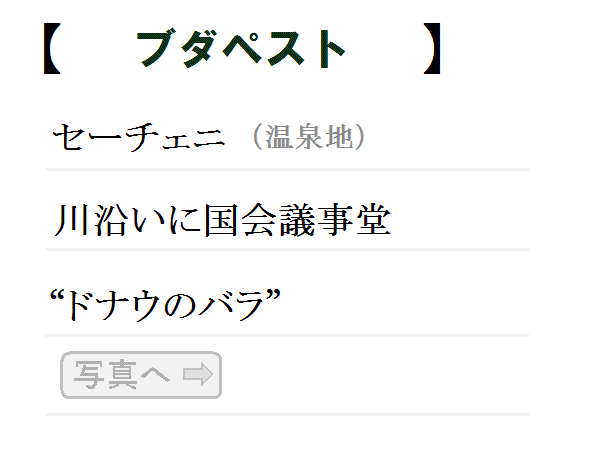 【 ブダペスト 】
セーチェニ（温泉地）
川沿いに国会議事堂
“ドナウのバラ”
写真へ ⇨